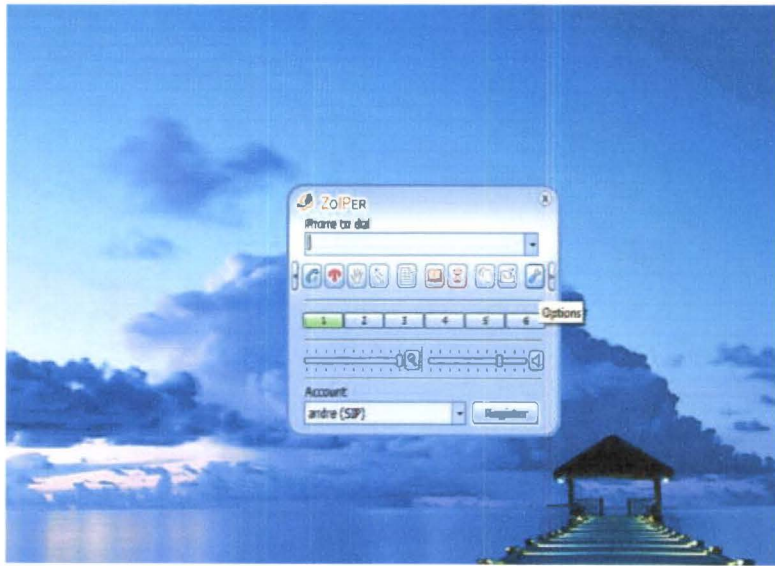 ZOIPER
Phone to dial
1 2 3 4 5 6
Options
Account
andre (SIP)
Register